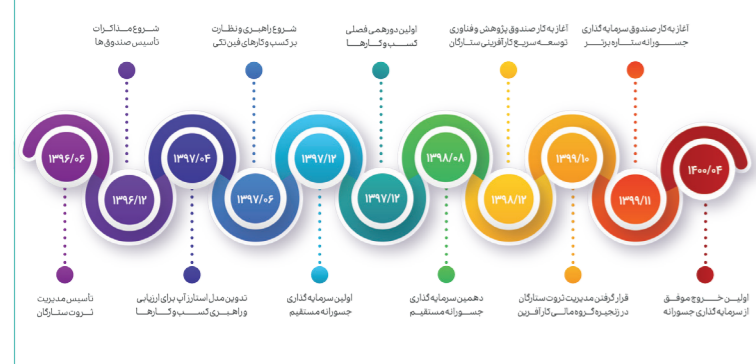 شروع مذاکرات
تأسیس صندوق‌ها
شروع راهبری و نظارت
بر کسب‌وکارهای فین‌تکی
اولین دورهمی فصلی
کسب‌وکارها
آغاز به کار صندوق پژوهش و فناوری
توسعه سریع کارآفرینی ستارگان
آغاز به کار صندوق سرمایه گذاری
جسورانه ستاره برتر
۱۳۹۶/۰۶
۱۳۹۶/۱۲
۱۳۹۷/۰۴
۱۳۹۷/۰۶
۱۳۹۷/۱۲
۱۳۹۷/۱۲
۱۳۹۸/۰۸
۱۳۹۸/۱۲
۱۳۹۹/۱۰
۱۳۹۹/۱۱
۱۴۰۰/۰۴
تأسیس مدیریت
ثروت ستارگان
تدوین مدل استارزآپ برای ارزیابی
و راهبری کسب‌وکارها
اولین سرمایه گذاری
جسورانه مستقیم
دهمین سرمایه گذاری
جسورانه مستقیم
قرار گرفتن مدیریت ثروت ستارگان
در زنجیره گروه مالی کارآفرین
اولین خروج موفق
از سرمایه گذاری جسورانه